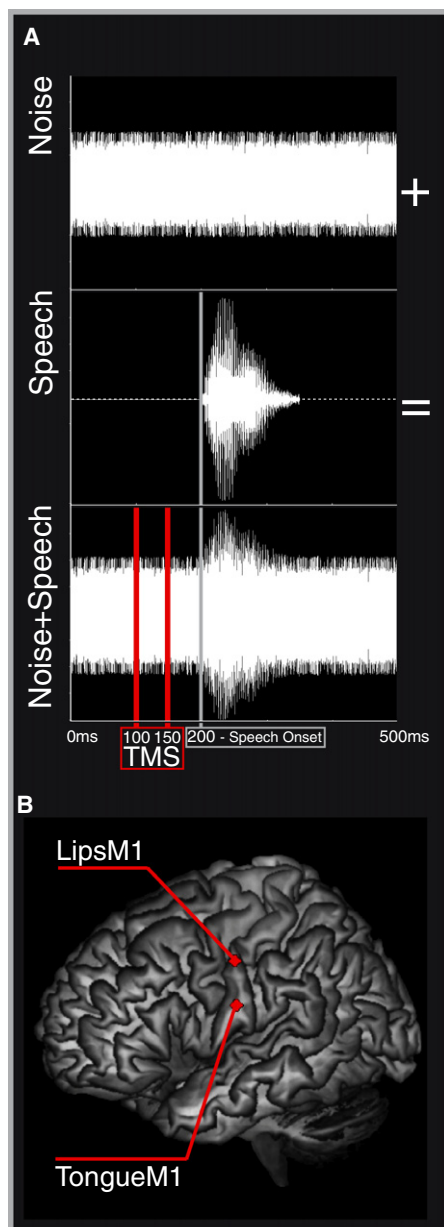 A
Noise
+
Speech
=
Noise+Speech
0ms 100 150 200 - Speech Onset 500ms
TMS
B
LipsM1
TongueM1